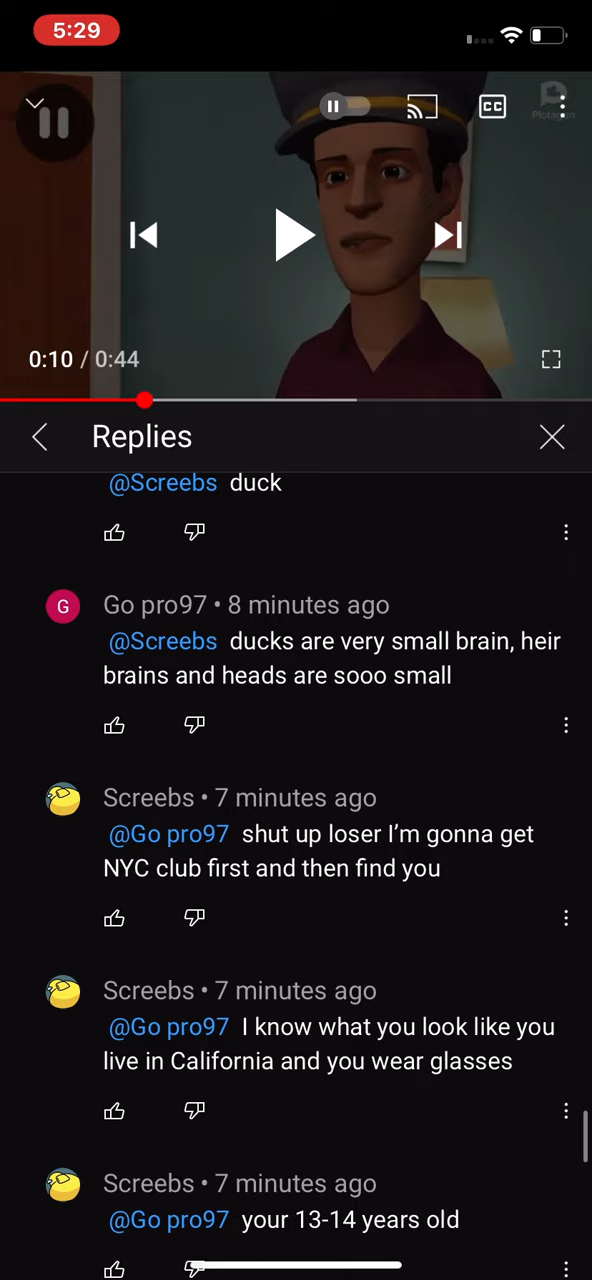 5:29
CC
Plotagon
0:10 / 0:44
Replies
@Screebs duck
G
Go pro97 • 8 minutes ago
@Screebs ducks are very small brain, heir
brains and heads are sooo small
Screebs • 7 minutes ago
@Go pro97 shut up loser I’m gonna get
NYC club first and then find you
Screebs • 7 minutes ago
@Go pro97 I know what you look like you
live in California and you wear glasses
Screebs • 7 minutes ago
@Go pro97 your 13-14 years old